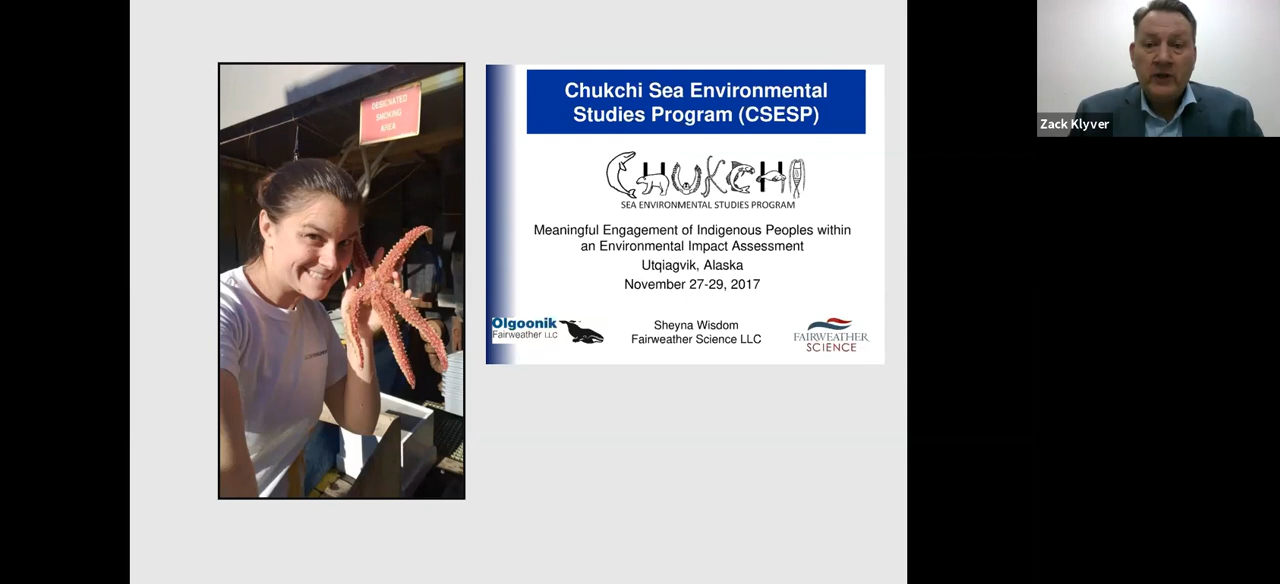 DESIGNATED
SMOKING
AREA
Chukchi Sea Environmental
Studies Program (CSESP)
CHUKCHI
SEA ENVIRONMENTAL STUDIES PROGRAM
Meaningful Engagement of Indigenous Peoples within
an Environmental Impact Assessment
Utqiagvik, Alaska
November 27-29, 2017
Olgoonik
Fairweather LLC
Sheyna Wisdom
Fairweather Science LLC
FAIRWEATHER
SCIENCE
Zack Klyver